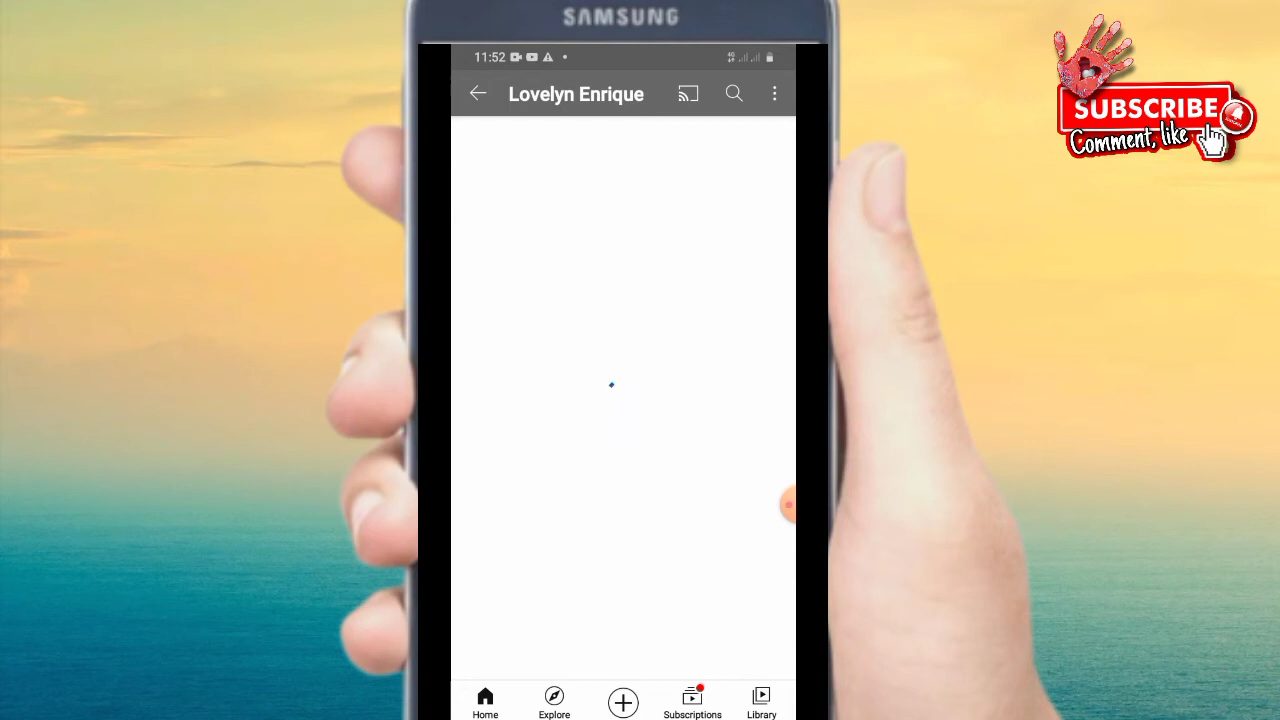 SAMSUNG
11:52
Lovelyn Enrique
SUBSCRIBE
Comment, like
Home
Explore
Subscriptions
Library